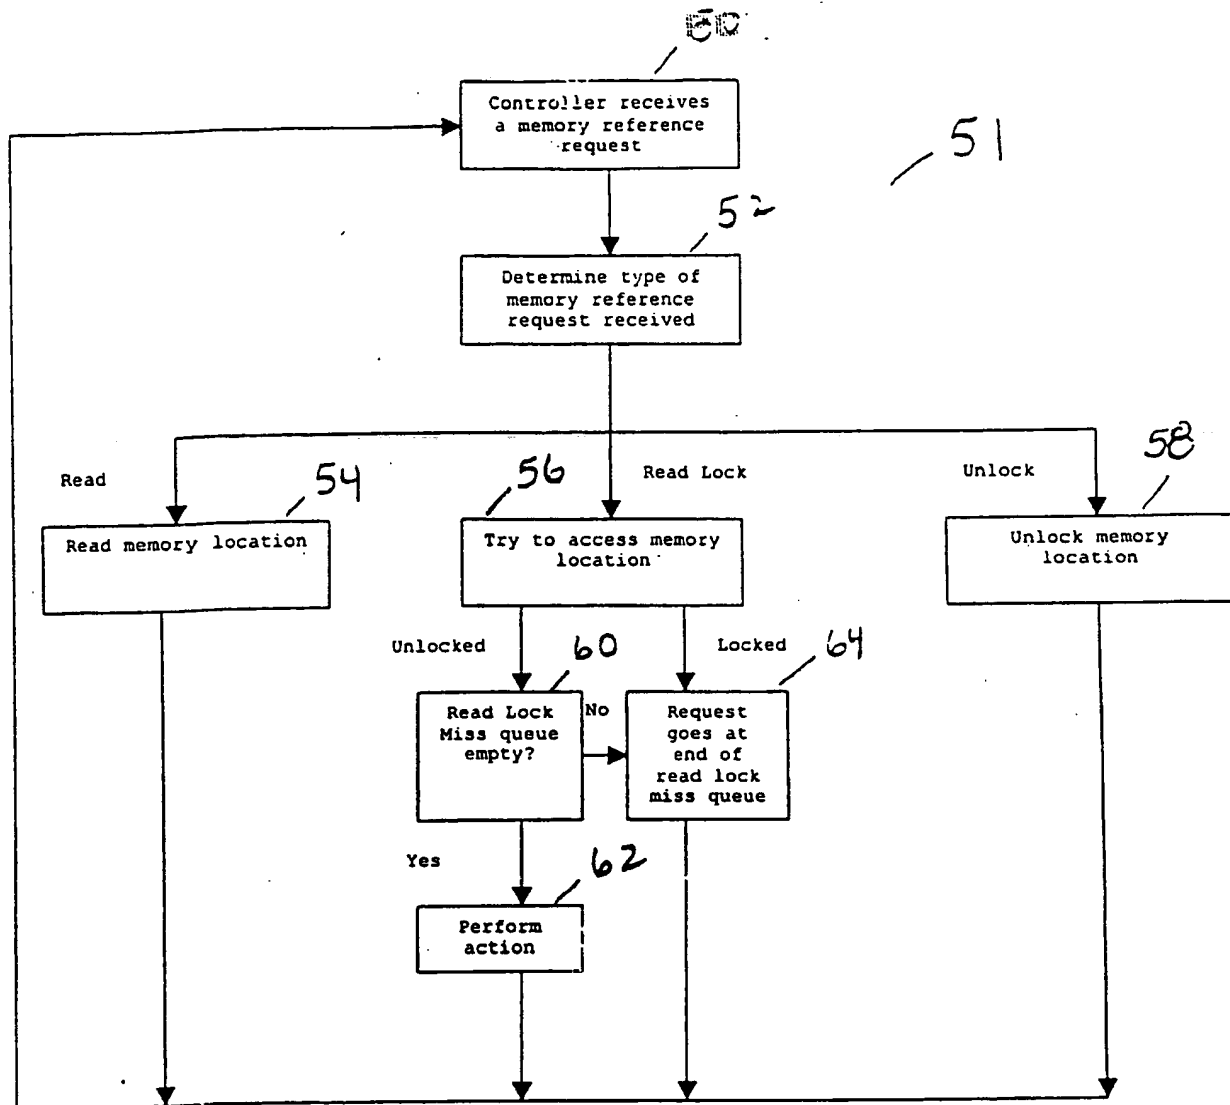 Controller receives
a memory reference
request
51
52
Determine type of
memory reference
request received
Read
54
56
Read Lock
Unlock
58
Read memory location
Try to access memory
location
Unlock memory
location
Unlocked
60
Locked
64
Read Lock
Miss queue
empty?
No
Request
goes at
end of
read lock
miss queue
Yes
62
Perform
action